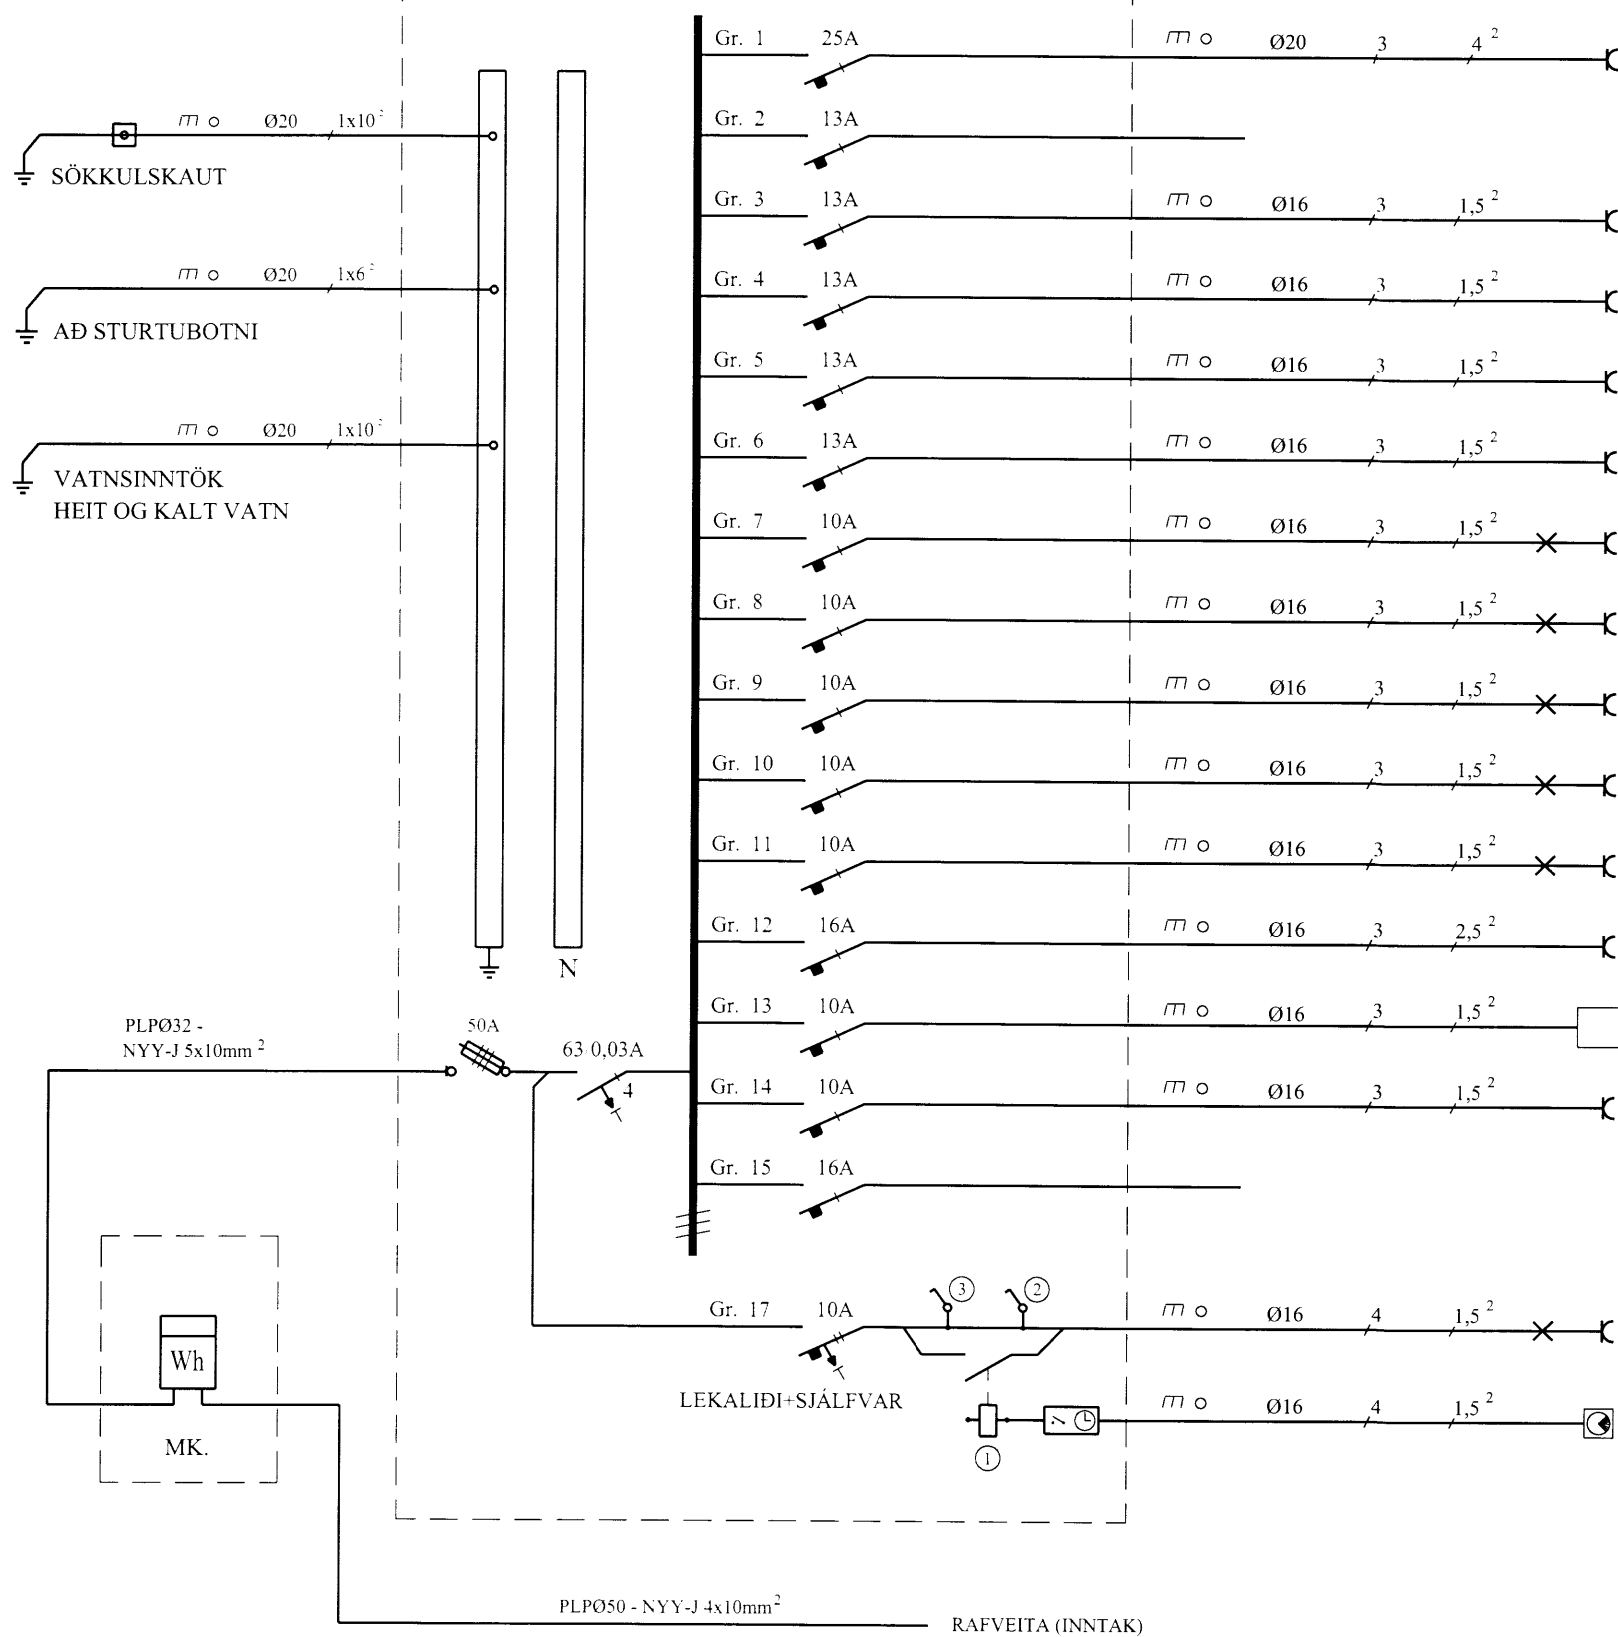 Gr. 1 25A Ø20 3 4 ²
Gr. 2 13A
Ø20 1x10 ²
SÖKKULSKAUT
Gr. 3 13A Ø16 3 1,5 ²
Gr. 4 13A Ø16 3 1,5 ²
Ø20 1x6 ²
AÐ STURTUBOTNI
Gr. 5 13A Ø16 3 1,5 ²
Gr. 6 13A Ø16 3 1,5 ²
Ø20 1x10 ²
VATNSINNTÖK
HEIT OG KALT VATN
Gr. 7 10A Ø16 3 1,5 ²
Gr. 8 10A Ø16 3 1,5 ²
Gr. 9 10A Ø16 3 1,5 ²
Gr. 10 10A Ø16 3 1,5 ²
Gr. 11 10A Ø16 3 1,5 ²
Gr. 12 16A Ø16 3 2,5 ²
N
Gr. 13 10A Ø16 3 1,5 ²
PLPØ32 -
NYY-J 5x10mm ²
50A
63/0,03A
4
Gr. 14 10A Ø16 3 1,5 ²
Gr. 15 16A
3 2
Gr. 17 10A Ø16 4 1,5 ²
Wh
MK.
LEKALIÐI+SJÁLFVAR
Ø16 4 1,5 ²
1
PLPØ50 - NYY-J 4x10mm²
RAFVEITA (INNTAK)